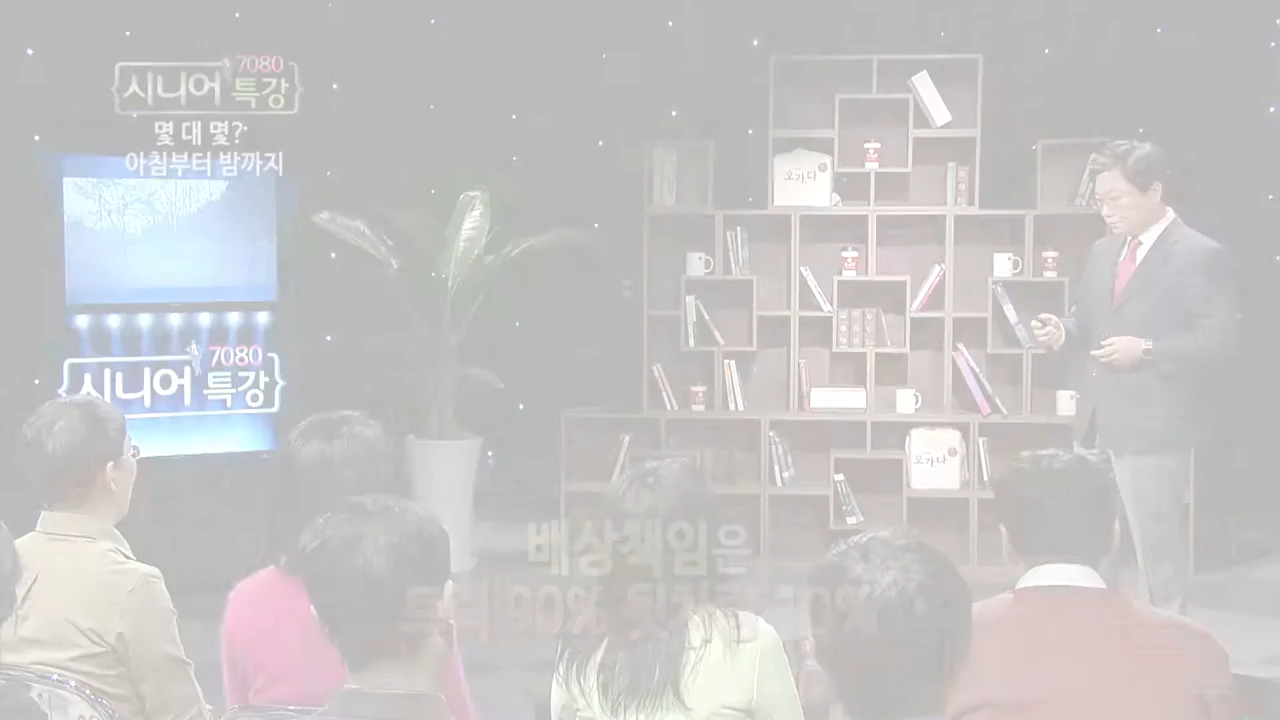 7080
시니어 특강
몇 대 몇?
아침부터 밤까지
7080
시니어 특강
오가다
오가다
배상책임은
90%